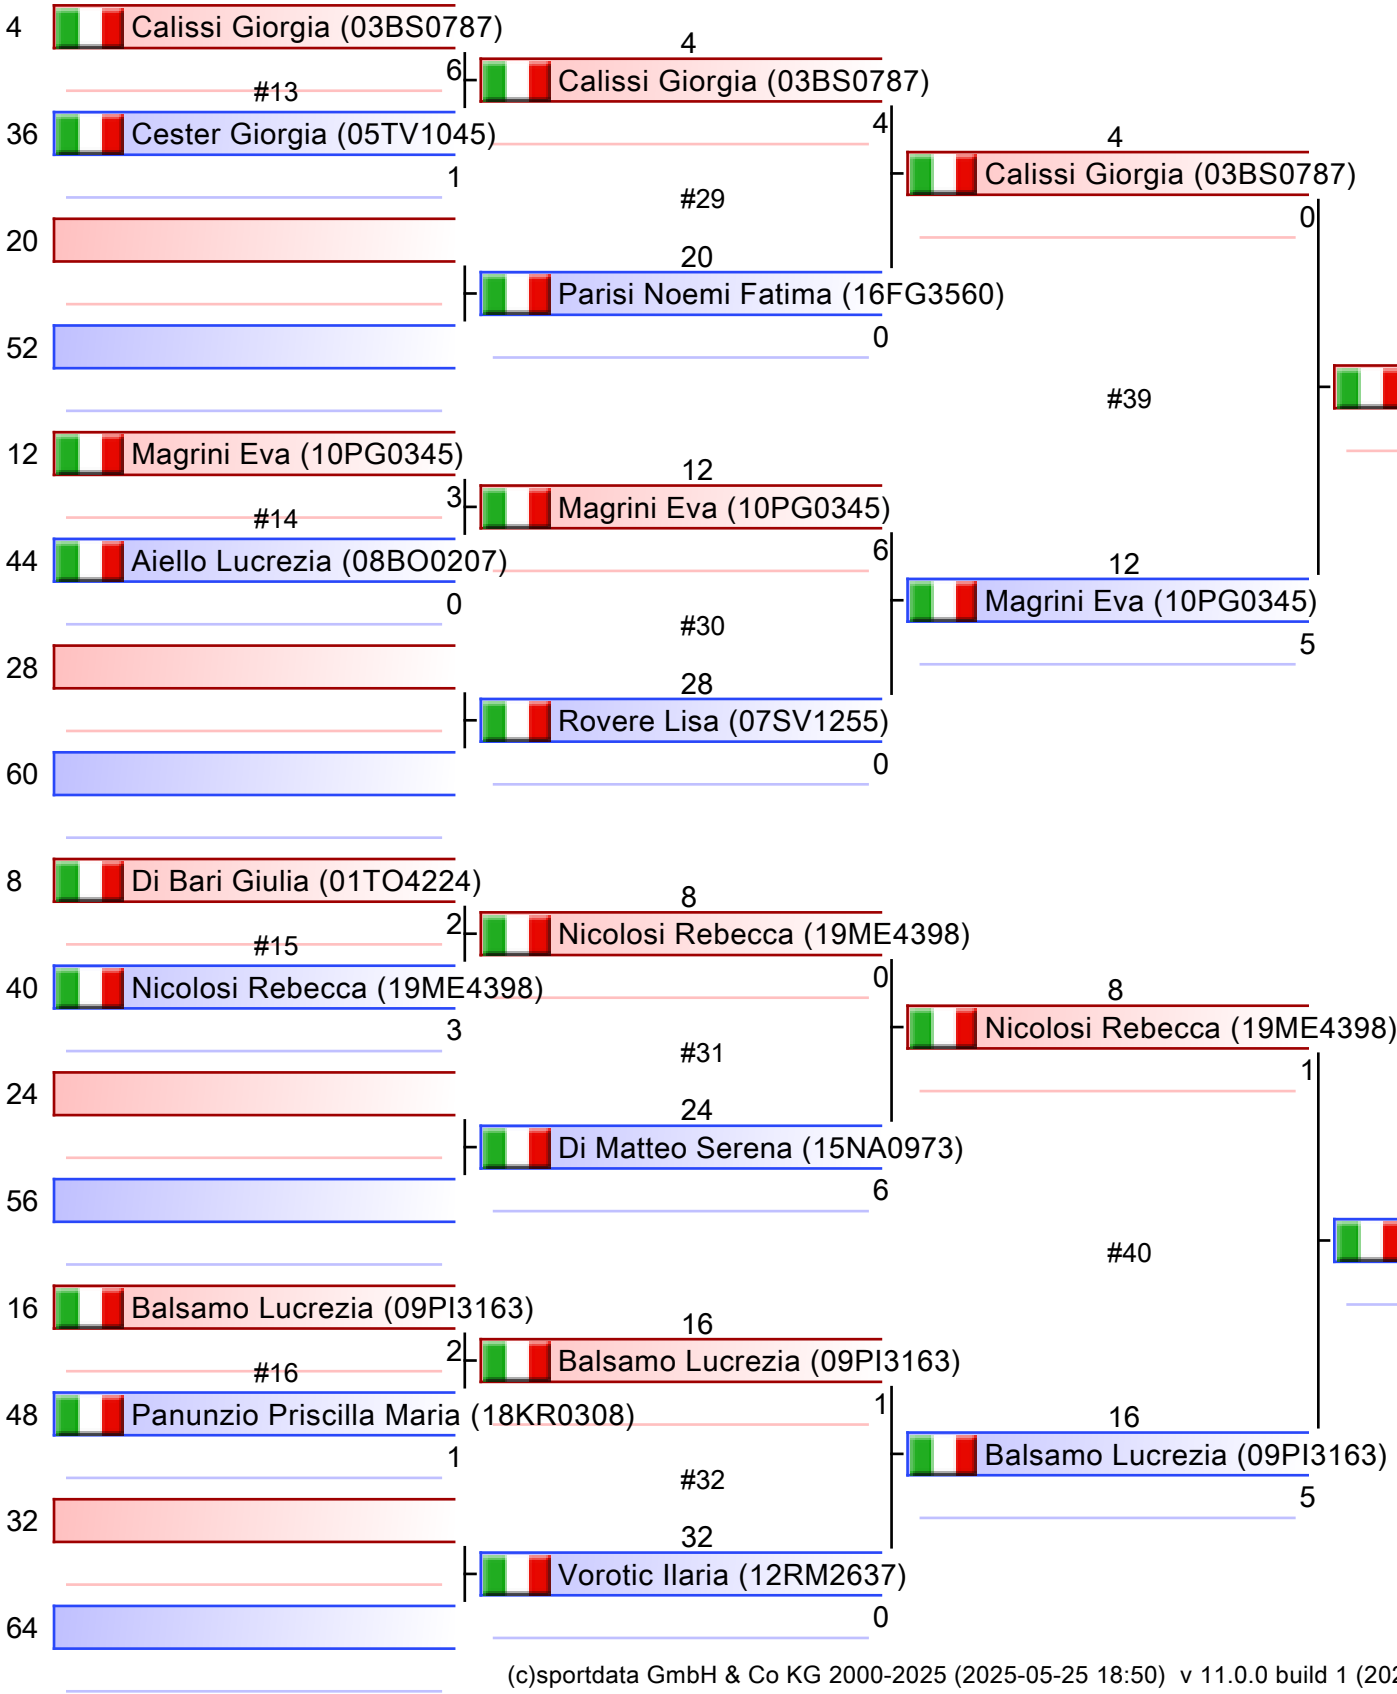 4 Calissi Giorgia (03BS0787)
6
#13
36 Cester Giorgia (05TV1045)
1
20
52
12 Magrini Eva (10PG0345)
3
#14
44 Aiello Lucrezia (08BO0207)
0
28
60
8 Di Bari Giulia (01TO4224)
2
#15
40 Nicolosi Rebecca (19ME4398)
3
24
56
16 Balsamo Lucrezia (09PI3163)
2
#16
48 Panunzio Priscilla Maria (18KR0308)
1
32
64
4
Calissi Giorgia (03BS0787)
4
#29
20
Parisi Noemi Fatima (16FG3560)
0
12
Magrini Eva (10PG0345)
6
#30
28
Rovere Lisa (07SV1255)
0
8
Nicolosi Rebecca (19ME4398)
0
#31
24
Di Matteo Serena (15NA0973)
6
16
Balsamo Lucrezia (09PI3163)
1
#32
32
Vorotic Ilaria (12RM2637)
0
4
Calissi Giorgia (03BS0787)
0
#39
12
Magrini Eva (10PG0345)
5
8
Nicolosi Rebecca (19ME4398)
1
#40
16
Balsamo Lucrezia (09PI3163)
5
(c)sportdata GmbH & Co KG 2000-2025 (2025-05-25 18:50) v 11.0.0 build 1